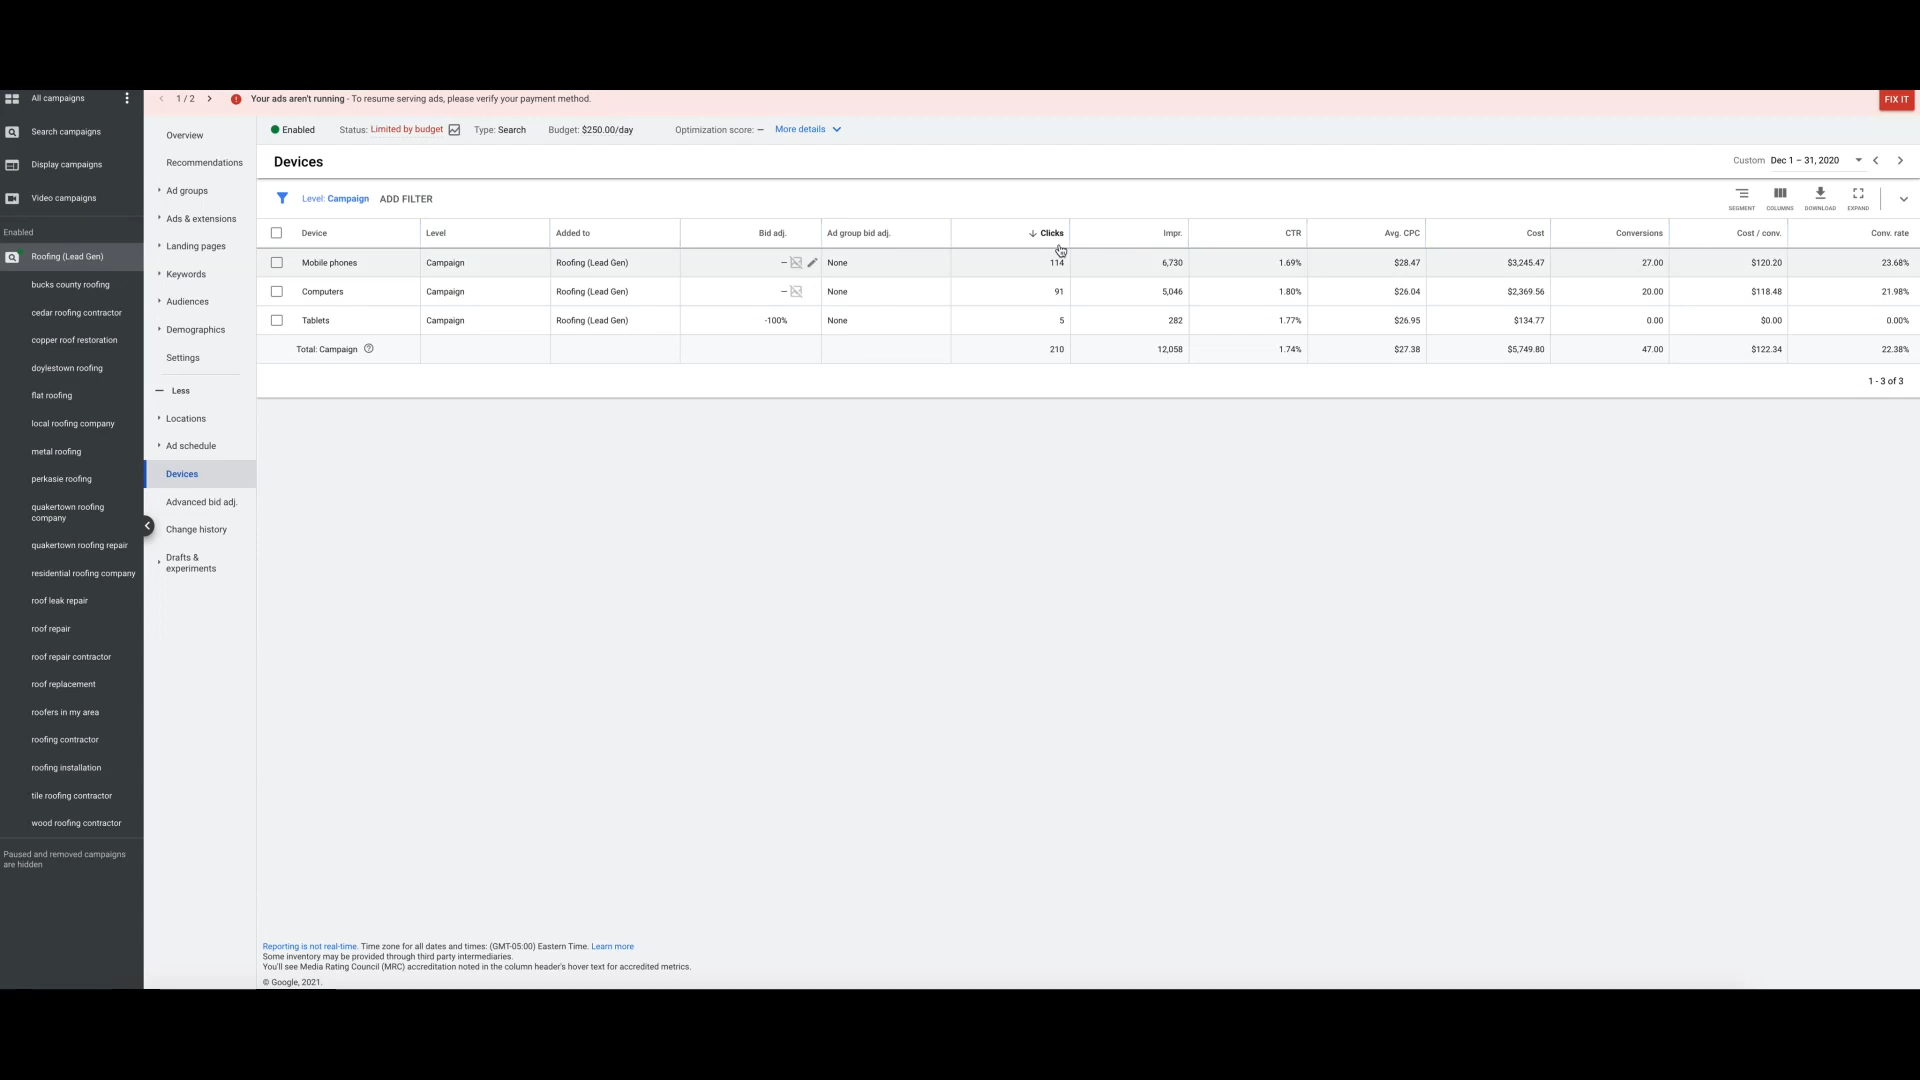 All campaigns
Search campaigns
Display campaigns
Video campaigns
Enabled
Roofing (Lead Gen)
bucks county roofing
cedar roofing contractor
copper roof restoration
doylestown roofing
flat roofing
local roofing company
metal roofing
perkasie roofing
quakertown roofing
company
quakertown roofing repair
residential roofing company
roof leak repair
roof repair
roof repair contractor
roof replacement
roofers in my area
roofing contractor
roofing installation
tile roofing contractor
wood roofing contractor
Paused and removed campaigns
are hidden
Overview
Recommendations
Ad groups
Ads & extensions
Landing pages
Keywords
Audiences
Demographics
Settings
Less
Locations
Ad schedule
Devices
Advanced bid adj.
Change history
Drafts &
experiments
1 / 2 Your ads aren't running - To resume serving ads, please verify your payment method. FIX IT
Enabled Status: Limited by budget Type: Search Budget: $250.00/day Optimization score: – More details
Devices Custom Dec 1 – 31, 2020
Level: Campaign ADD FILTER SEGMENT COLUMNS DOWNLOAD EXPAND
Device Level Added to Bid adj. Ad group bid adj. Clicks Impr. CTR Avg. CPC Cost Conversions Cost / conv. Conv. rate
Mobile phones Campaign Roofing (Lead Gen) – None 114 6,730 1.69% $28.47 $3,245.47 27.00 $120.20 23.68%
Computers Campaign Roofing (Lead Gen) – None 91 5,046 1.80% $26.04 $2,369.56 20.00 $118.48 21.98%
Tablets Campaign Roofing (Lead Gen) -100% None 5 282 1.77% $26.95 $134.77 0.00 $0.00 0.00%
Total: Campaign 210 12,058 1.74% $27.38 $5,749.80 47.00 $122.34 22.38%
1 - 3 of 3
Reporting is not real-time. Time zone for all dates and times: (GMT-05:00) Eastern Time. Learn more
Some inventory may be provided through third party intermediaries.
You'll see Media Rating Council (MRC) accreditation noted in the column header's hover text for accredited metrics.
© Google, 2021.